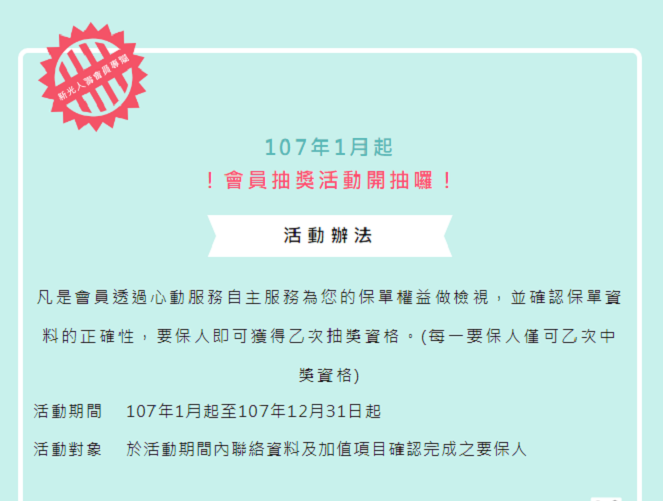 新光人壽會員專屬
107年1月起
！會員抽獎活動開抽囉！
活動辦法
凡是會員透過心動服務自主服務為您的保單權益做檢視，並確認保單資
料的正確性，要保人即可獲得乙次抽獎資格。(每一要保人僅可乙次中
獎資格)
活動期間 107年1月起至107年12月31日起
活動對象 於活動期間內聯絡資料及加值項目確認完成之要保人